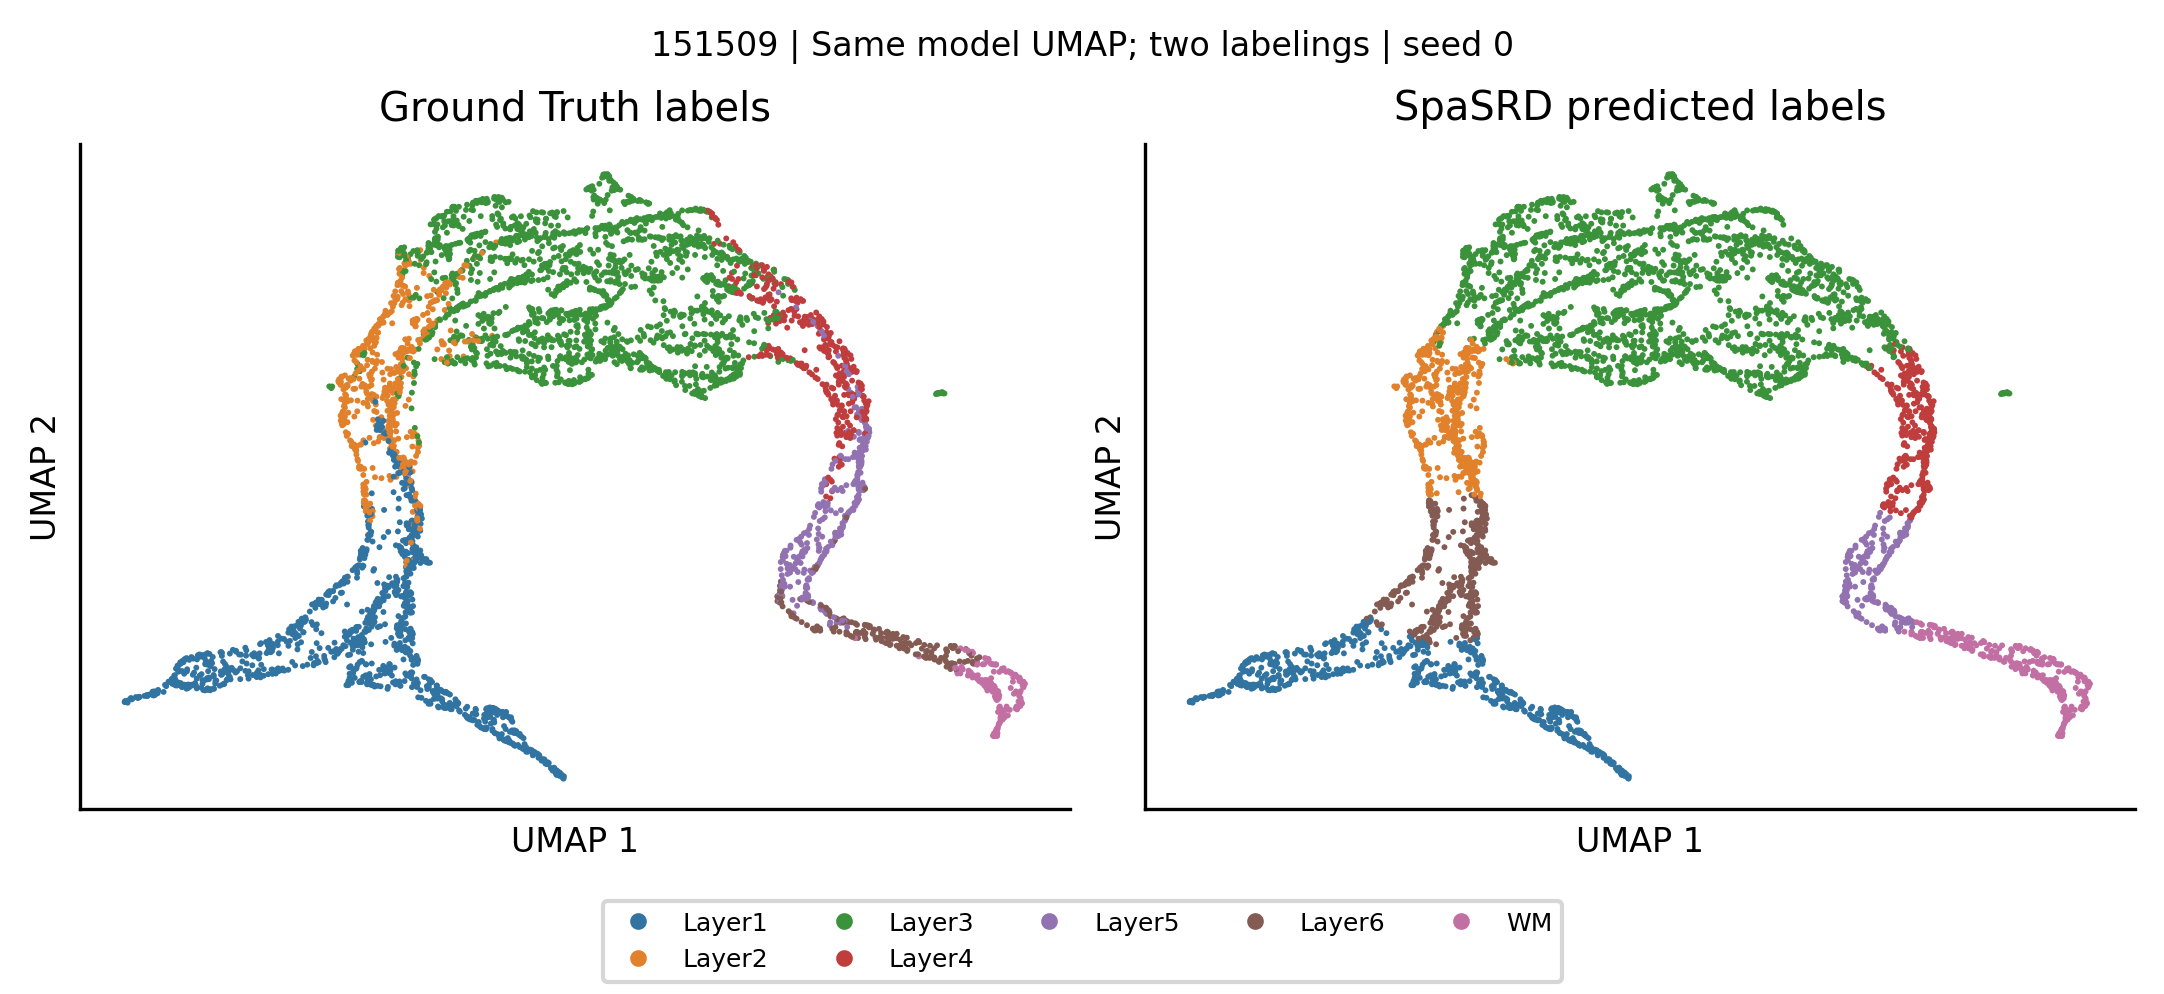 151509 | Same model UMAP; two labelings | seed 0
Ground Truth labels
SpaSRD predicted labels
UMAP 2
UMAP 2
UMAP 1
UMAP 1
Layer1 Layer3 Layer5 Layer6 WM
Layer2 Layer4